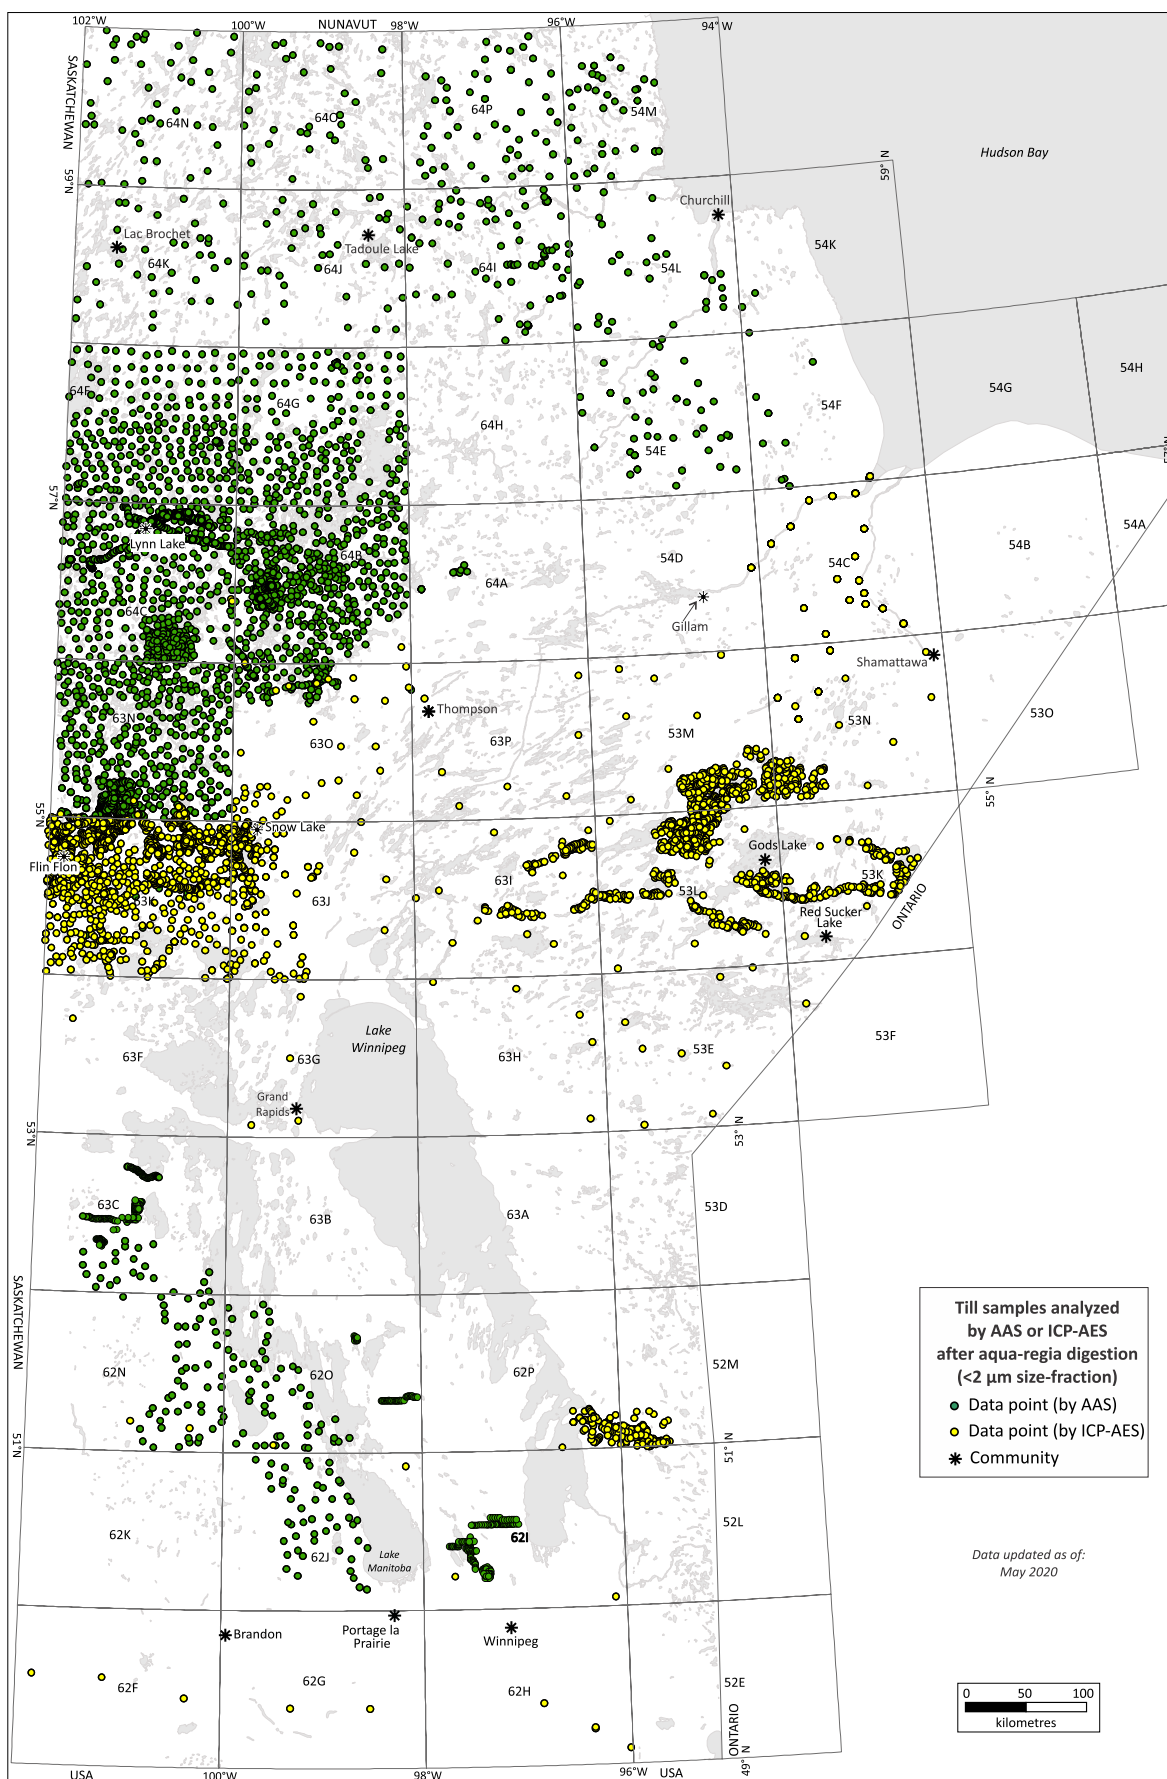 102°W
100°W
NUNAVUT
98°W
96°W
94° W
SASKATCHEWAN
64N
64O
64P
54M
Hudson Bay
59°N
59° N
Churchill
Lac Brochet
64K
Tadoule Lake
64J
64I
54L
54K
64F
64G
64H
54E
54F
54G
54H
57°N
57°N
Lynn Lake
64B
64A
54D
54C
54B
54A
64C
Gillam
Shamattawa
63N
63O
Thompson
63P
53M
53N
53O
55°N
55° N
Snow Lake
Flin Flon
63K
63J
63I
53L
Gods Lake
53K
Red Sucker
Lake
ONTARIO
Lake
Winnipeg
63F
63G
63H
53E
53F
Grand
Rapids
53°N
53° N
63C
63B
63A
53D
SASKATCHEWAN
62N
62O
62P
52M
51°N
51° N
62K
62J
Lake
Manitoba
62I
52L
Brandon
Portage la
Prairie
Winnipeg
62F
62G
62H
52E
ONTARIO
49° N
USA
100°W
98°W
96°W
USA
Till samples analyzed
by AAS or ICP-AES
after aqua-regia digestion
(<2 µm size-fraction)
Data point (by AAS)
Data point (by ICP-AES)
Community
Data updated as of:
May 2020
0 50 100
kilometres